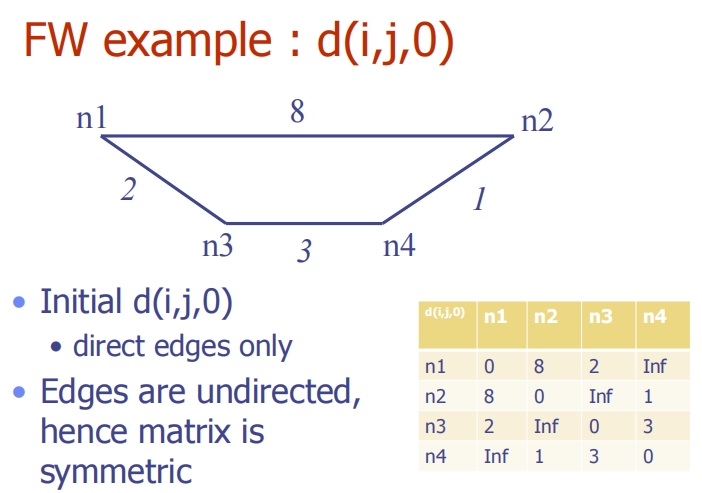 FW example : d(i,j,0)
8
n1
n2
2
1
n3
3
n4
• Initial d(i,j,0)
• direct edges only
• Edges are undirected,
hence matrix is
symmetric
d(i,j,0) n1 n2 n3 n4
n1 0 8 2 Inf
n2 8 0 Inf 1
n3 2 Inf 0 3
n4 Inf 1 3 0